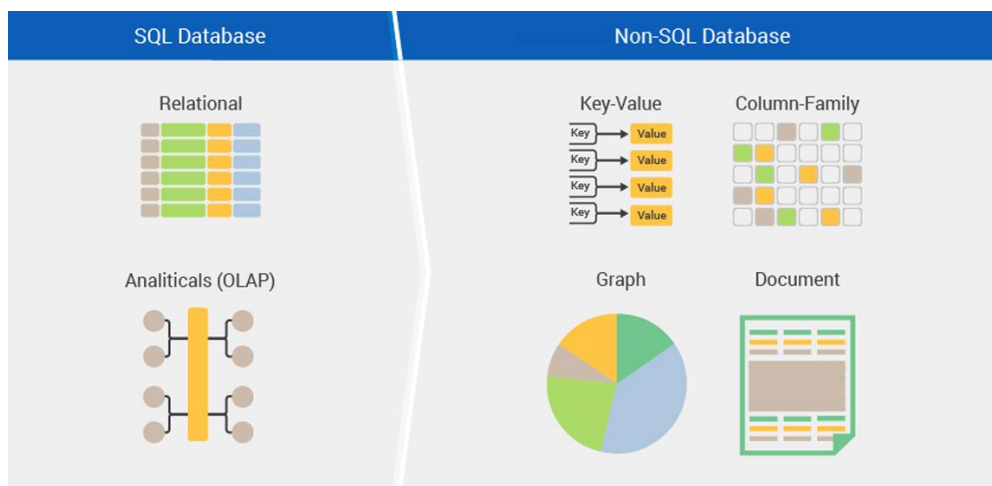 SQL Database
Non-SQL Database
Relational
Key-Value
Column-Family
Key
Value
Key
Value
Key
Value
Key
Value
Analiticals (OLAP)
Graph
Document